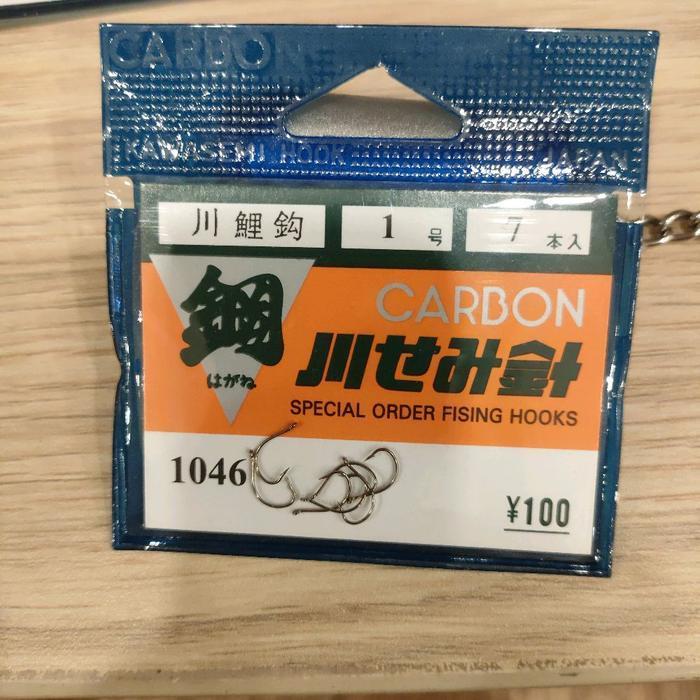 CARBON
KAWASEMI HOOK JAPAN
川鯉鈎 1号 7本入
鋼
はがね
CARBON
川せみ針
SPECIAL ORDER FISING HOOKS
1046
¥100